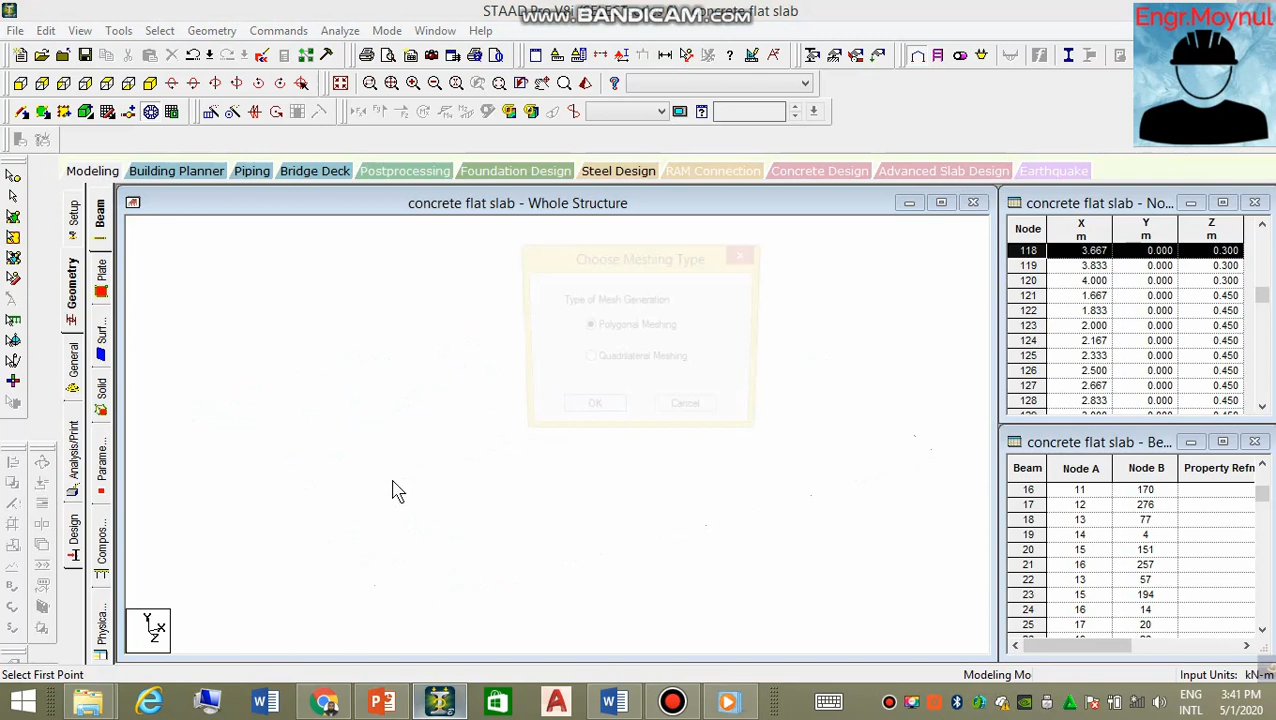 STAAD.Pro V8i
www.BANDICAM.com
concrete flat slab
Engr.Moynul
File Edit View Tools Select Geometry Commands Analyze Mode Window Help
Modeling Building Planner Piping Bridge Deck Postprocessing Foundation Design Steel Design RAM Connection Concrete Design Advanced Slab Design Earthquake
Setup
Geometry
General
Analysis/Print
Design
Beam
Plate
Surf...
Solid
Parame...
Compos...
Physica...
concrete flat slab - Whole Structure
Choose Meshing Type
Type of Mesh Generation
Polygonal Meshing
Quadrilateral Meshing
OK Cancel
Y
X
Z
concrete flat slab - No...
Node X m Y m Z m
118 3.667 0.000 0.300
119 3.833 0.000 0.300
120 4.000 0.000 0.300
121 1.667 0.000 0.450
122 1.833 0.000 0.450
123 2.000 0.000 0.450
124 2.167 0.000 0.450
125 2.333 0.000 0.450
126 2.500 0.000 0.450
127 2.667 0.000 0.450
128 2.833 0.000 0.450
concrete flat slab - Be...
Beam Node A Node B Property Refn
16 11 170
17 12 276
18 13 77
19 14 4
20 15 151
21 16 257
22 13 57
23 15 194
24 16 14
25 17 20
Select First Point
Modeling Mo
Input Units: kN-m
ENG
INTL
3:41 PM
5/1/2020